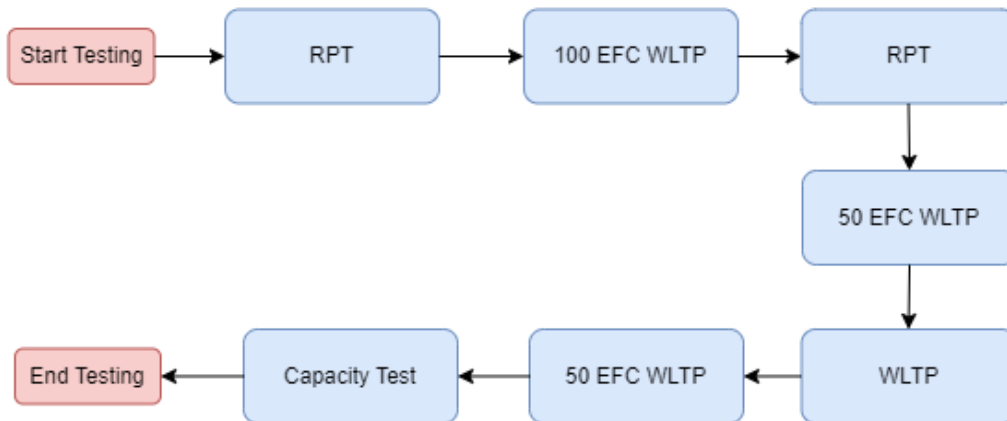 Start Testing
RPT
100 EFC WLTP
RPT
50 EFC WLTP
WLTP
50 EFC WLTP
Capacity Test
End Testing